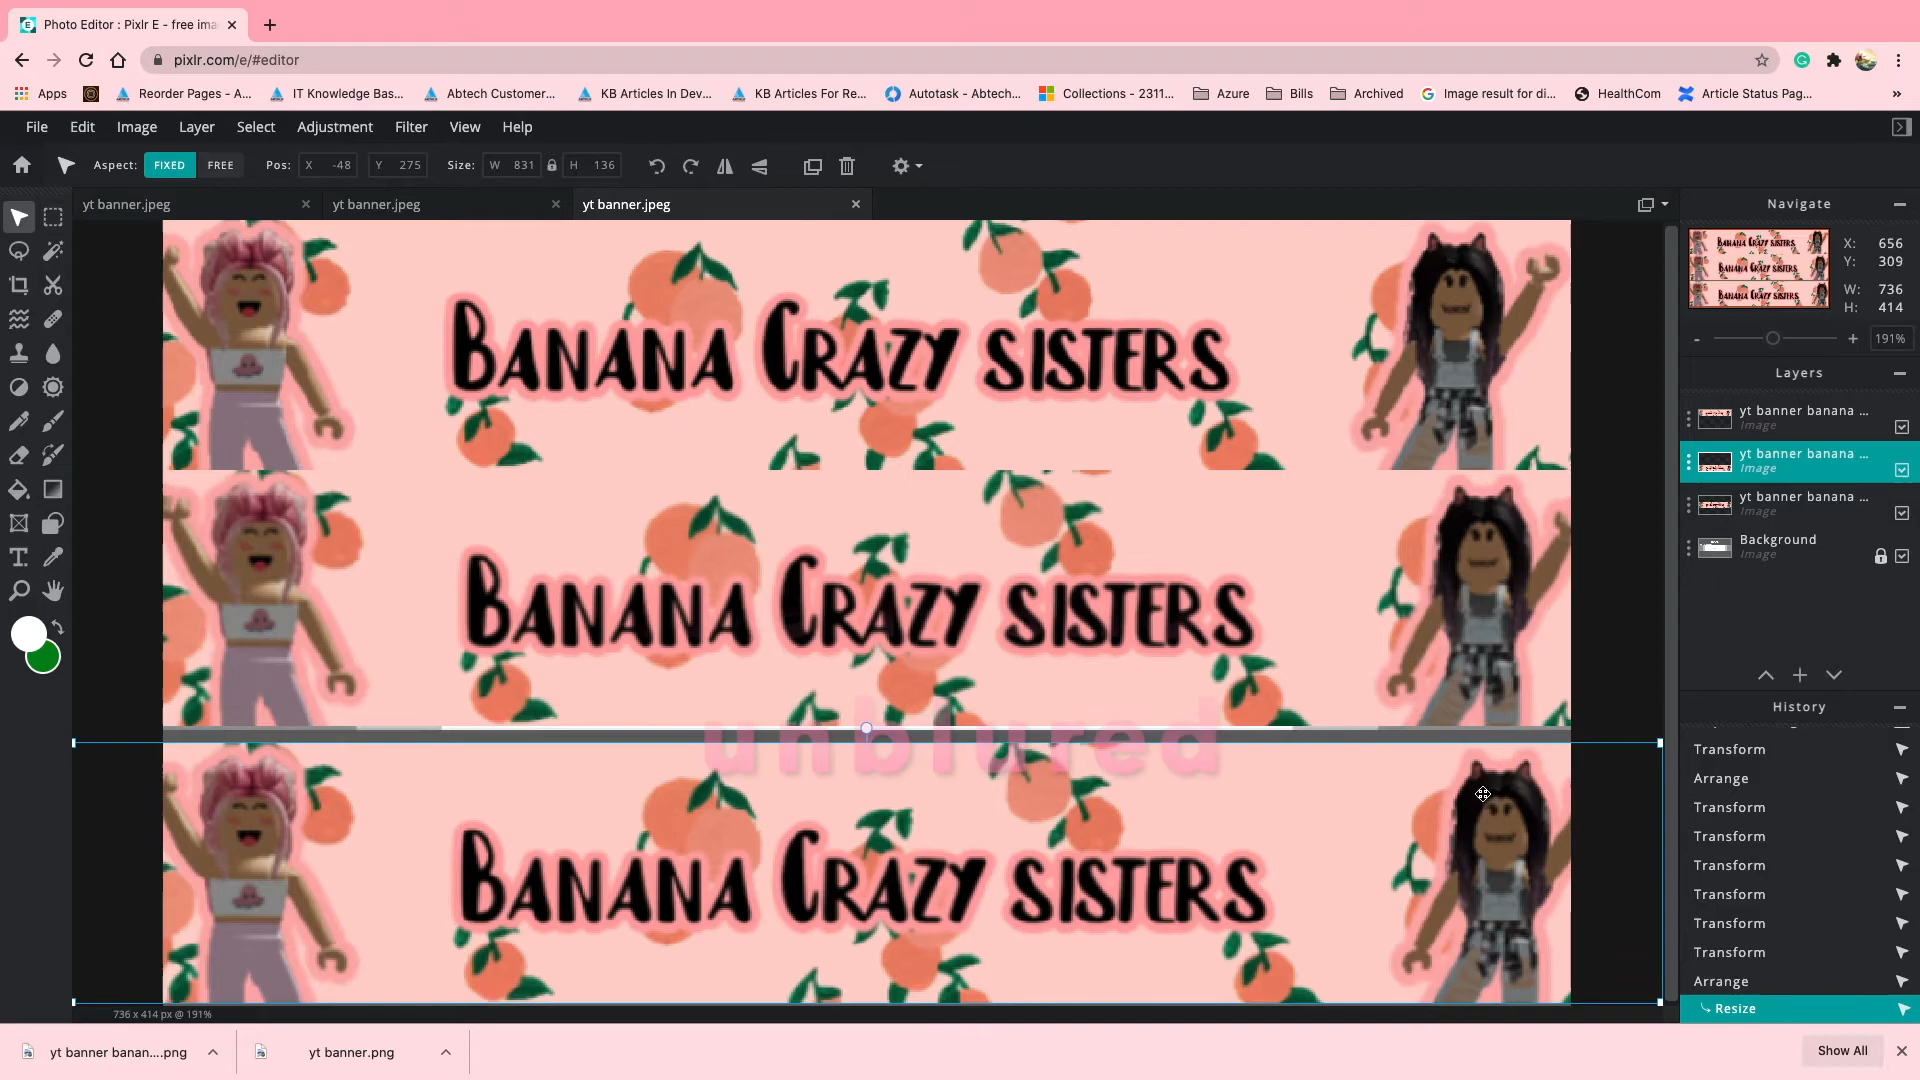 Photo Editor : Pixlr E - free ima
pixlr.com/e/#editor
Apps
Reorder Pages - A...
IT Knowledge Bas...
Abtech Customer...
KB Articles In Dev...
KB Articles For Re...
Autotask - Abtech...
Collections - 2311...
Azure
Bills
Archived
Image result for di...
HealthCom
Article Status Pag...
»
File Edit Image Layer Select Adjustment Filter View Help
Aspect: FIXED FREE Pos: X -48 Y 275 Size: W 831 H 136
yt banner.jpeg
yt banner.jpeg
yt banner.jpeg
Navigate
X: 656
Y: 309
W: 736
H: 414
- + 191%
Layers
yt banner banana ...
Image
yt banner banana ...
Image
yt banner banana ...
Image
Background
Image
History
Transform
Arrange
Transform
Transform
Transform
Transform
Transform
Transform
Arrange
Resize
BANANA CRAZY SISTERS
BANANA CRAZY SISTERS
unblured
BANANA CRAZY SISTERS
736 x 414 px @ 191%
yt banner banan....png
yt banner.png
Show All